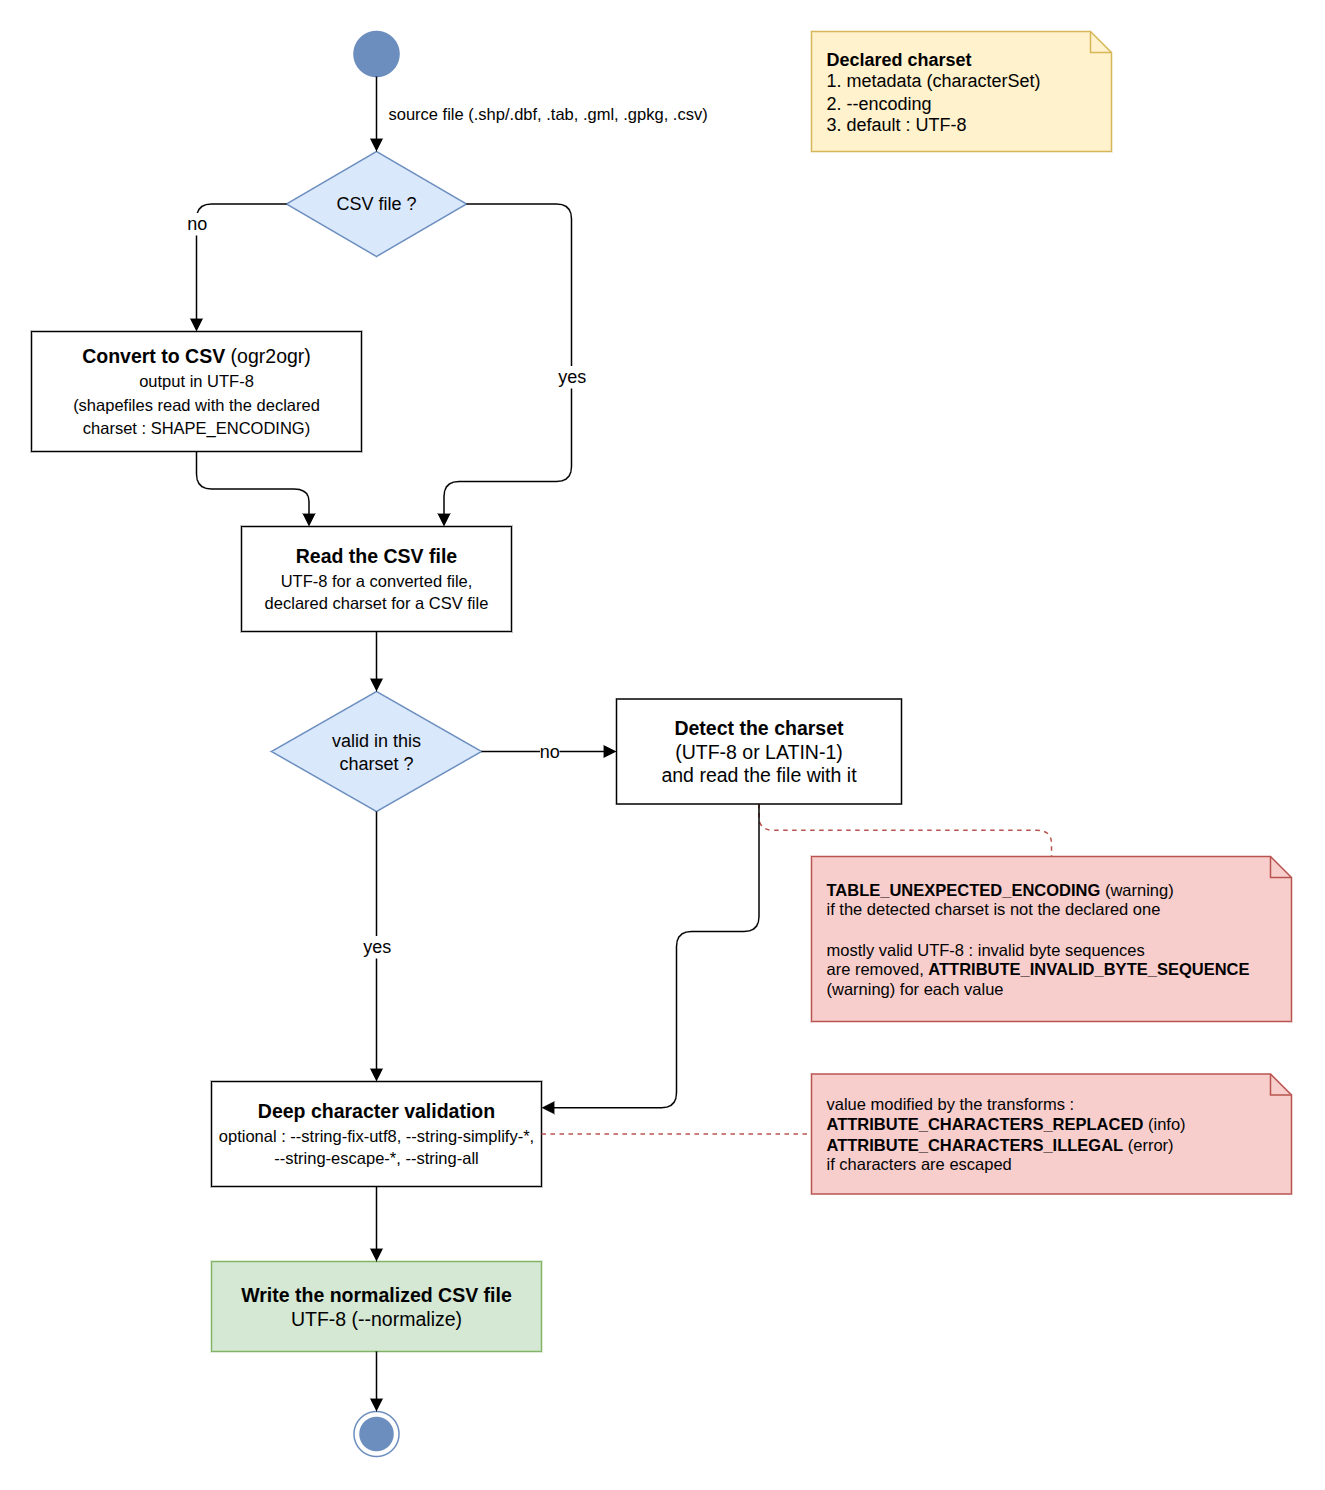 source file (.shp/.dbf, .tab, .gml, .gpkg, .csv)
Declared charset
1. metadata (characterSet)
2. --encoding
3. default : UTF-8
CSV file ?
no
yes
Convert to CSV (ogr2ogr)
output in UTF-8
(shapefiles read with the declared
charset : SHAPE_ENCODING)
Read the CSV file
UTF-8 for a converted file,
declared charset for a CSV file
valid in this
charset ?
no
Detect the charset
(UTF-8 or LATIN-1)
and read the file with it
TABLE_UNEXPECTED_ENCODING (warning)
if the detected charset is not the declared one
mostly valid UTF-8 : invalid byte sequences
are removed, ATTRIBUTE_INVALID_BYTE_SEQUENCE
(warning) for each value
yes
Deep character validation
optional : --string-fix-utf8, --string-simplify-*,
--string-escape-*, --string-all
value modified by the transforms :
ATTRIBUTE_CHARACTERS_REPLACED (info)
ATTRIBUTE_CHARACTERS_ILLEGAL (error)
if characters are escaped
Write the normalized CSV file
UTF-8 (--normalize)